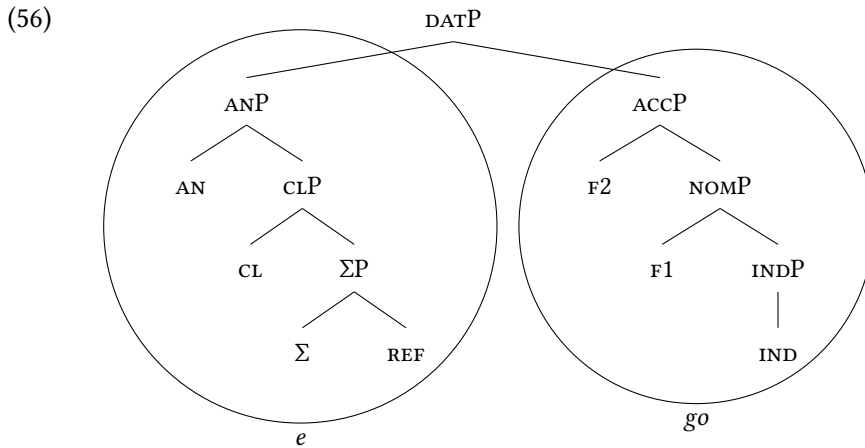 (56)
DATP
ANP ACCP
AN CLP F2 NOMP
CL ΣP F1 INDP
Σ REF IND
e go